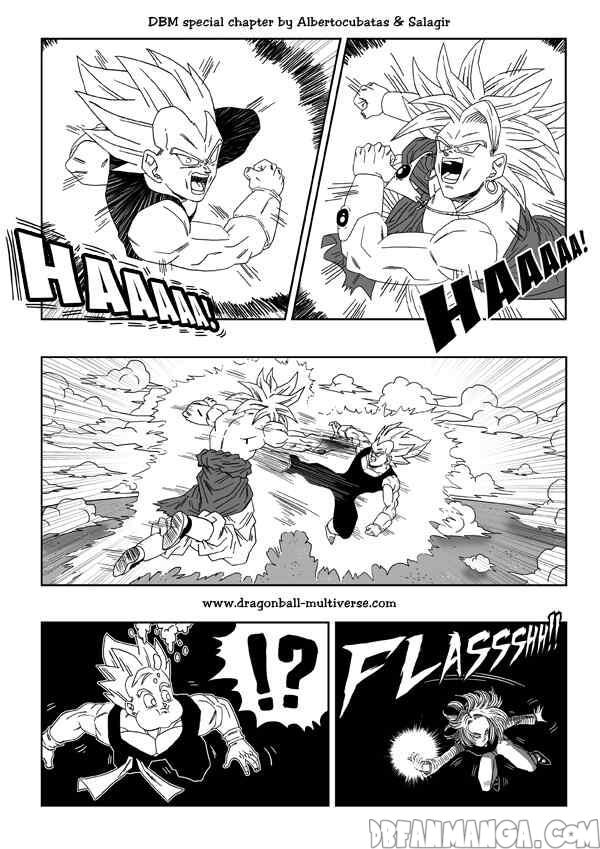 DBM special chapter by Albertocubatas & Salagir
HAAAAA!
HAAAAA!
www.dragonball-multiverse.com
!?
FLASSSHH!!
DBFANMANGA.COM